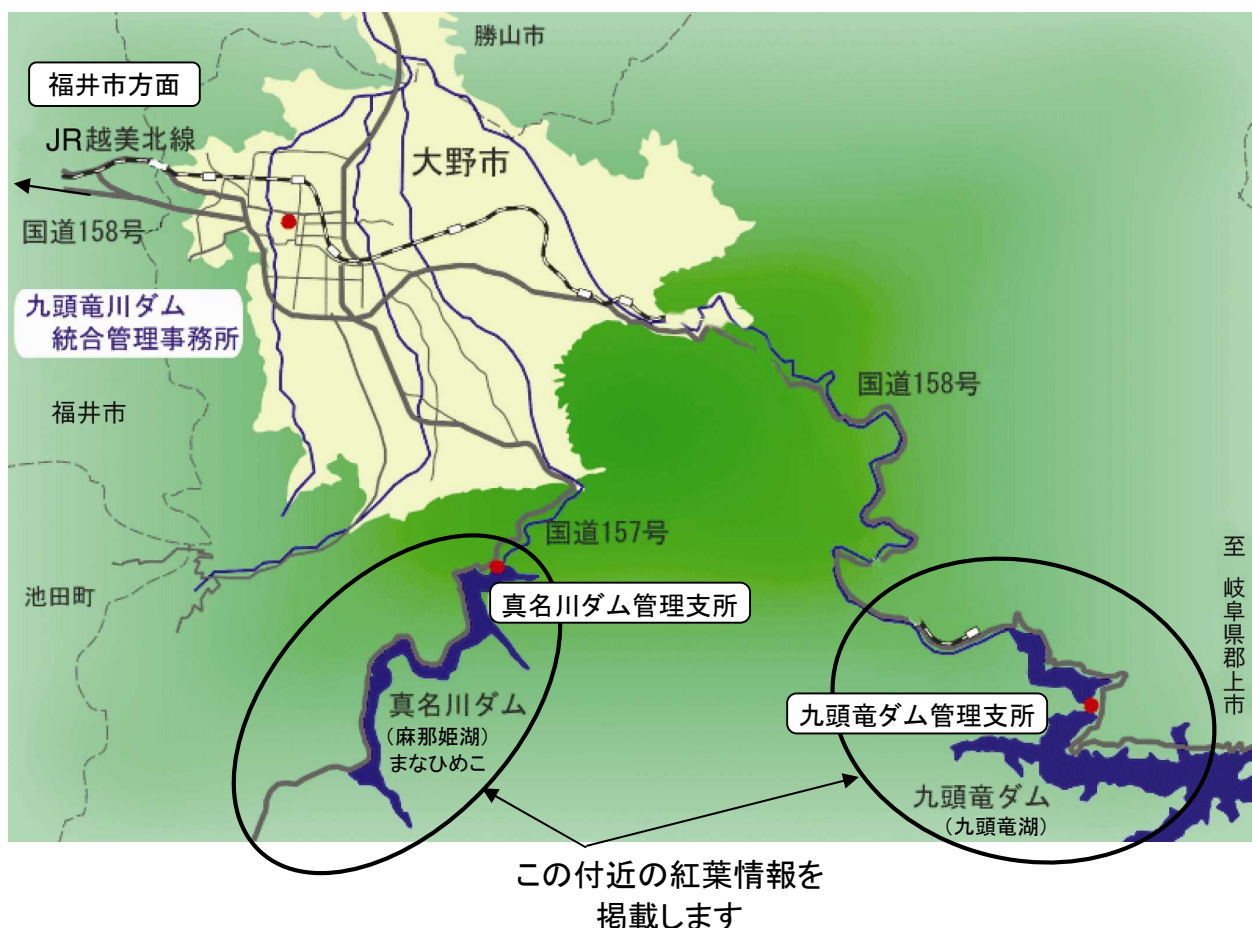 勝山市
福井市方面
JR越美北線
大野市
国道158号
九頭竜川ダム
統合管理事務所
国道158号
福井市
国道157号
池田町
真名川ダム管理支所
至 岐阜県郡上市
九頭竜ダム管理支所
真名川ダム
(麻那姫湖)
まなひめこ
九頭竜ダム
(九頭竜湖)
この付近の紅葉情報を
掲載します